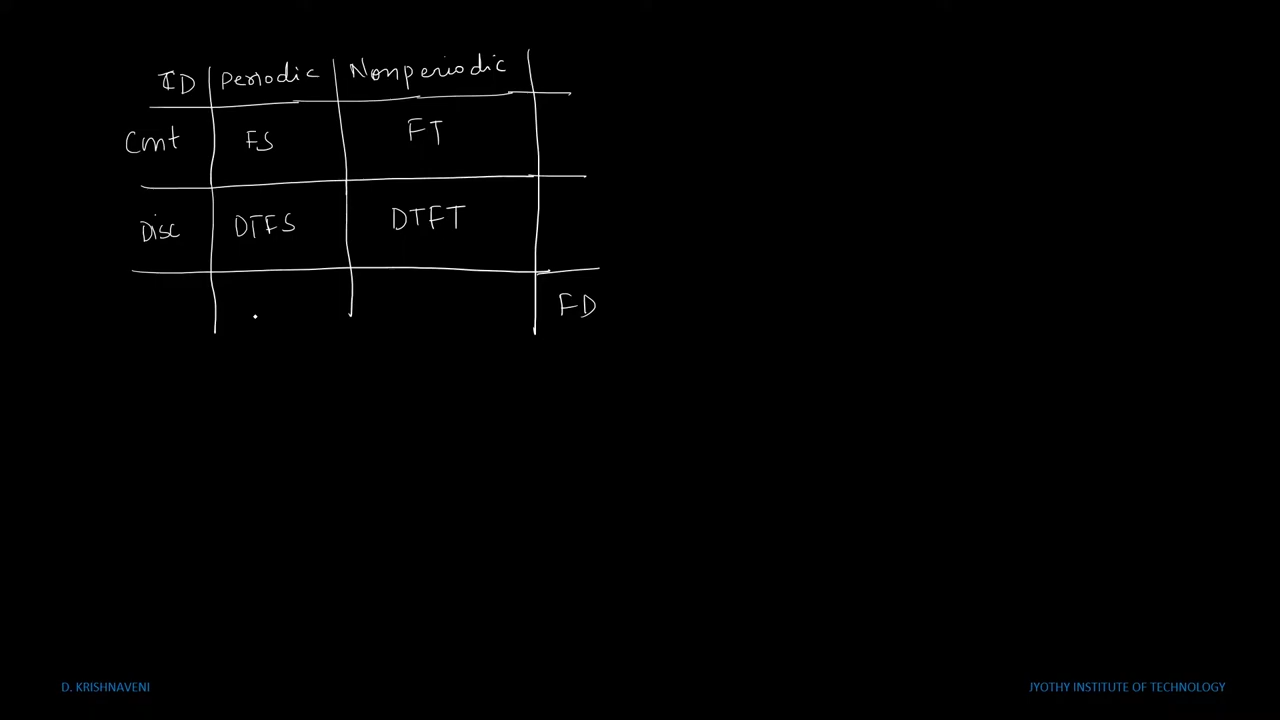 TD Periodic Nonperiodic
Cont FS FT
Disc DTFS DTFT
FD
D. KRISHNAVENI
JYOTHY INSTITUTE OF TECHNOLOGY